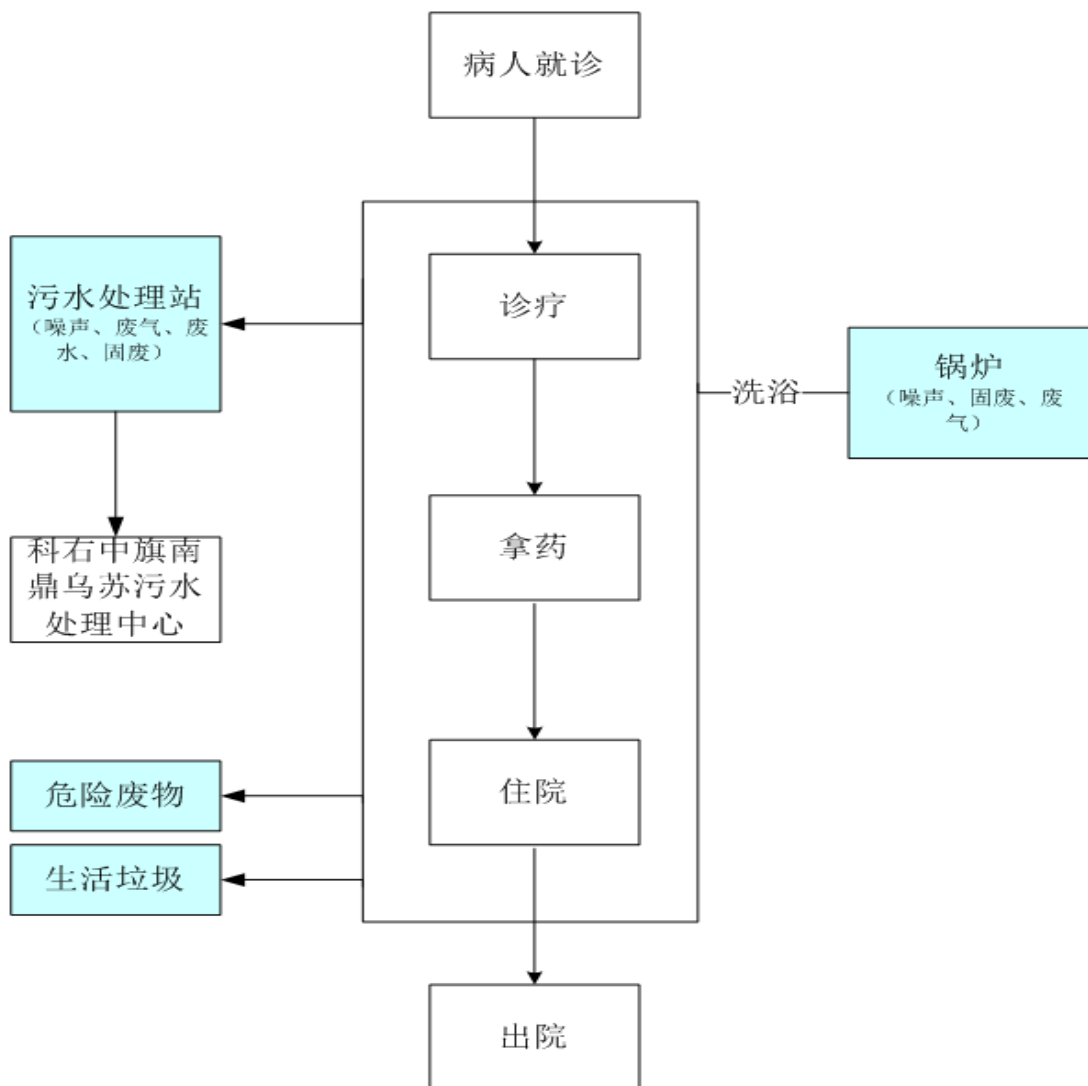 病人就诊
污水处理站
（噪声、废气、废
水、固废）
诊疗
锅炉
（噪声、固废、废
气）
洗浴
拿药
科右中旗南
鼎乌苏污水
处理中心
危险废物
住院
生活垃圾
出院